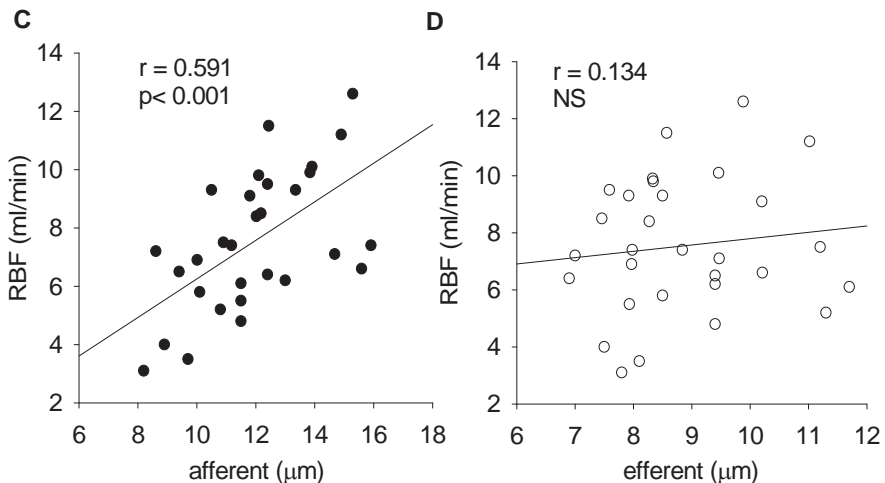 C
r = 0.591
p< 0.001
14
12
10
8
6
4
2
RBF (ml/min)
6 8 10 12 14 16 18
afferent (μm)
D
r = 0.134
NS
14
12
10
8
6
4
2
RBF (ml/min)
6 7 8 9 10 11 12
efferent (μm)